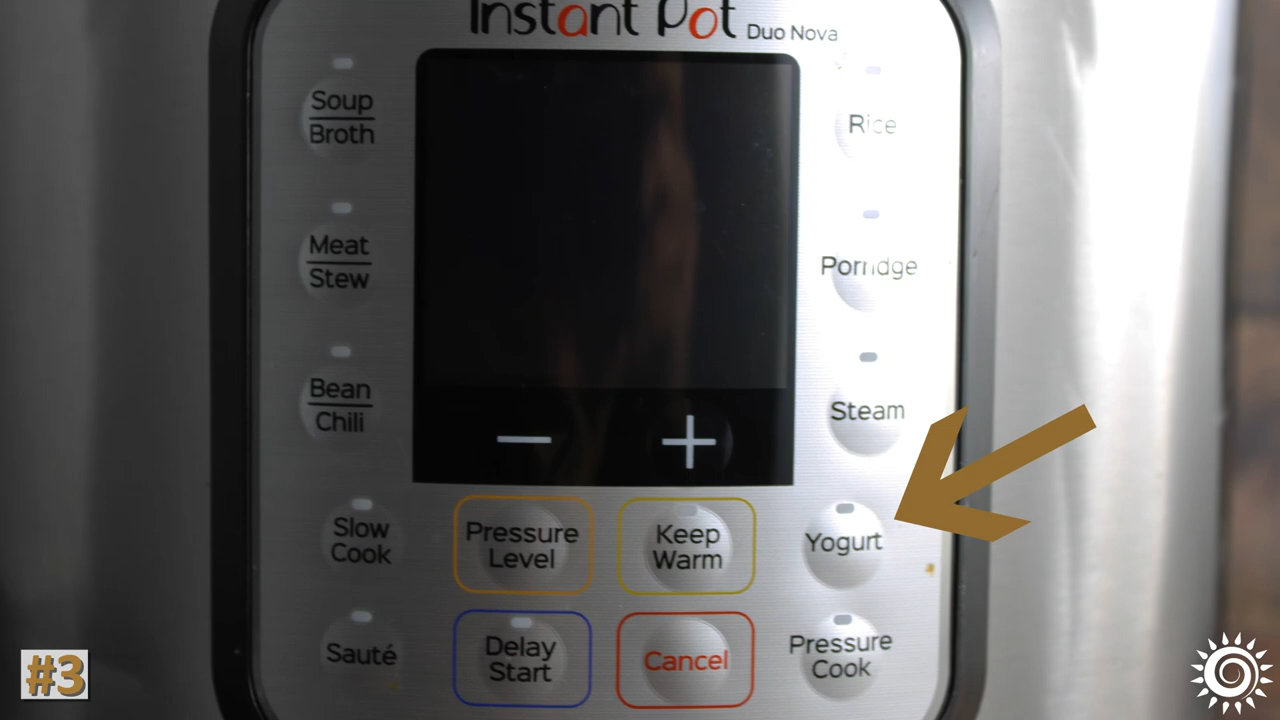 Instant Pot Duo Nova
Soup
Broth
Rice
Meat
Stew
Porridge
Bean
Chili
Steam
− +
Slow
Cook
Pressure
Level
Keep
Warm
Yogurt
Sauté
Delay
Start
Cancel
Pressure
Cook
#3